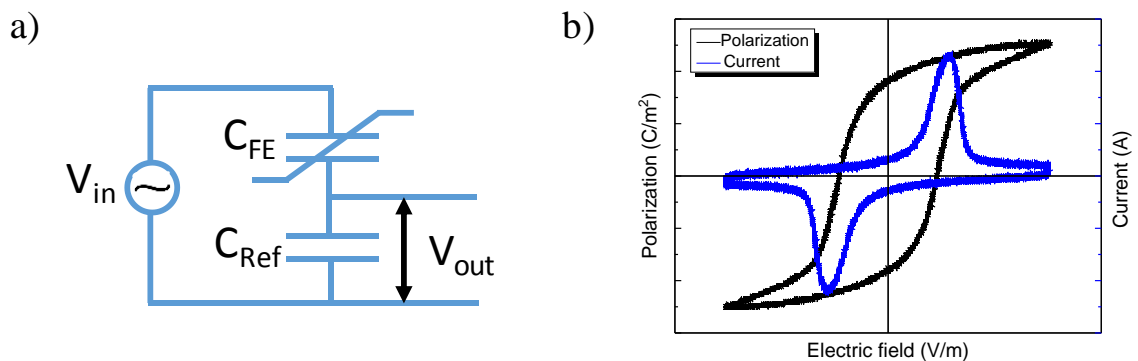 a)
V_in
C_FE
C_Ref
V_out
b)
Polarization
Current
Polarization (C/m²)
Current (A)
Electric field (V/m)